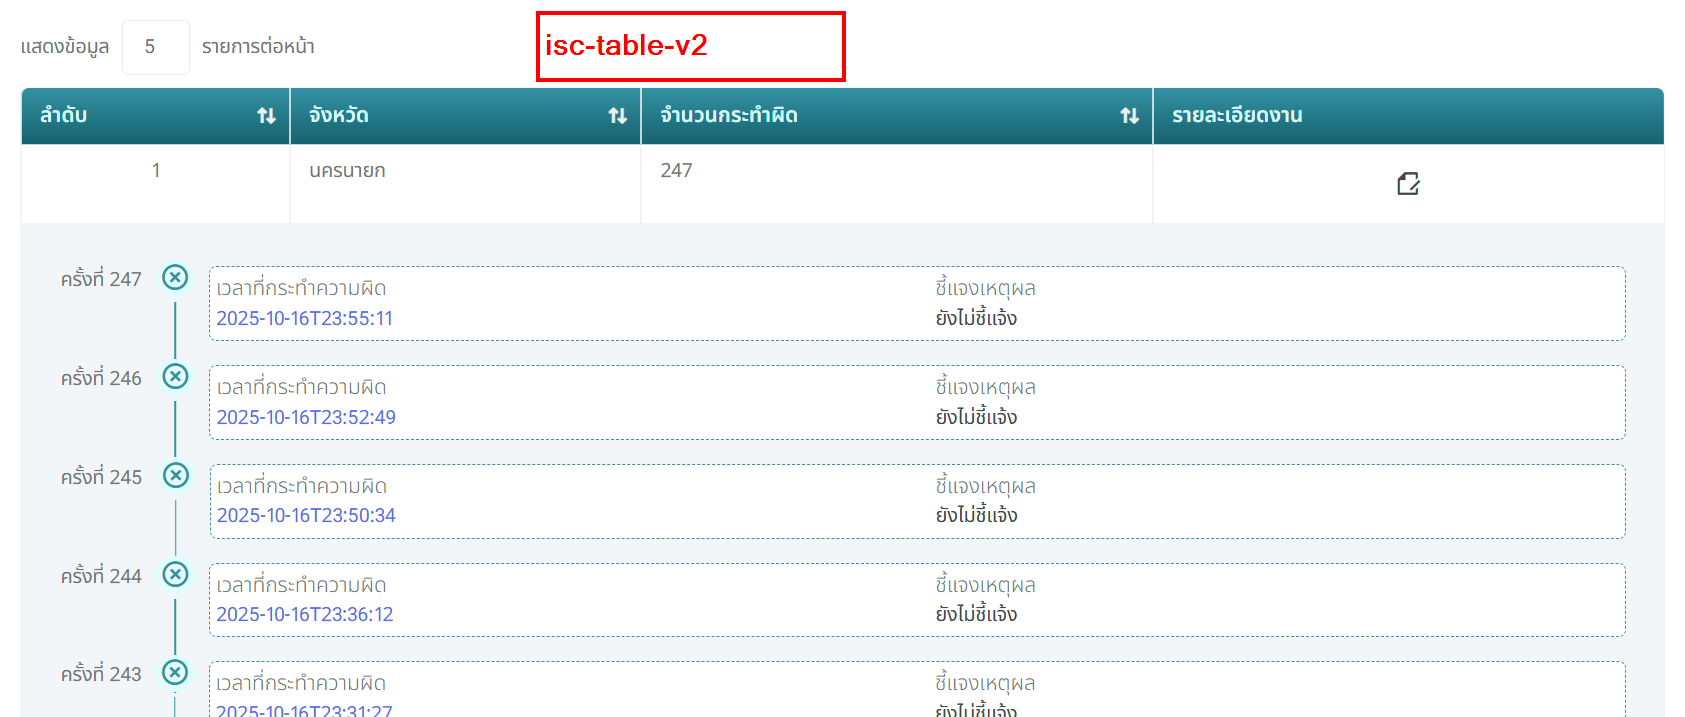 แสดงข้อมูล 5 รายการต่อหน้า
isc-table-v2
ลำดับ จังหวัด จำนวนกระทำผิด รายละเอียดงาน
1 นครนายก 247
ครั้งที่ 247 เวลาที่กระทำความผิด ชี้แจงเหตุผล
2025-10-16T23:55:11 ยังไม่ชี้แจ้ง
ครั้งที่ 246 เวลาที่กระทำความผิด ชี้แจงเหตุผล
2025-10-16T23:52:49 ยังไม่ชี้แจ้ง
ครั้งที่ 245 เวลาที่กระทำความผิด ชี้แจงเหตุผล
2025-10-16T23:50:34 ยังไม่ชี้แจ้ง
ครั้งที่ 244 เวลาที่กระทำความผิด ชี้แจงเหตุผล
2025-10-16T23:36:12 ยังไม่ชี้แจ้ง
ครั้งที่ 243 เวลาที่กระทำความผิด ชี้แจงเหตุผล
2025-10-16T23:31:27 ยังไม่ชี้แจ้ง